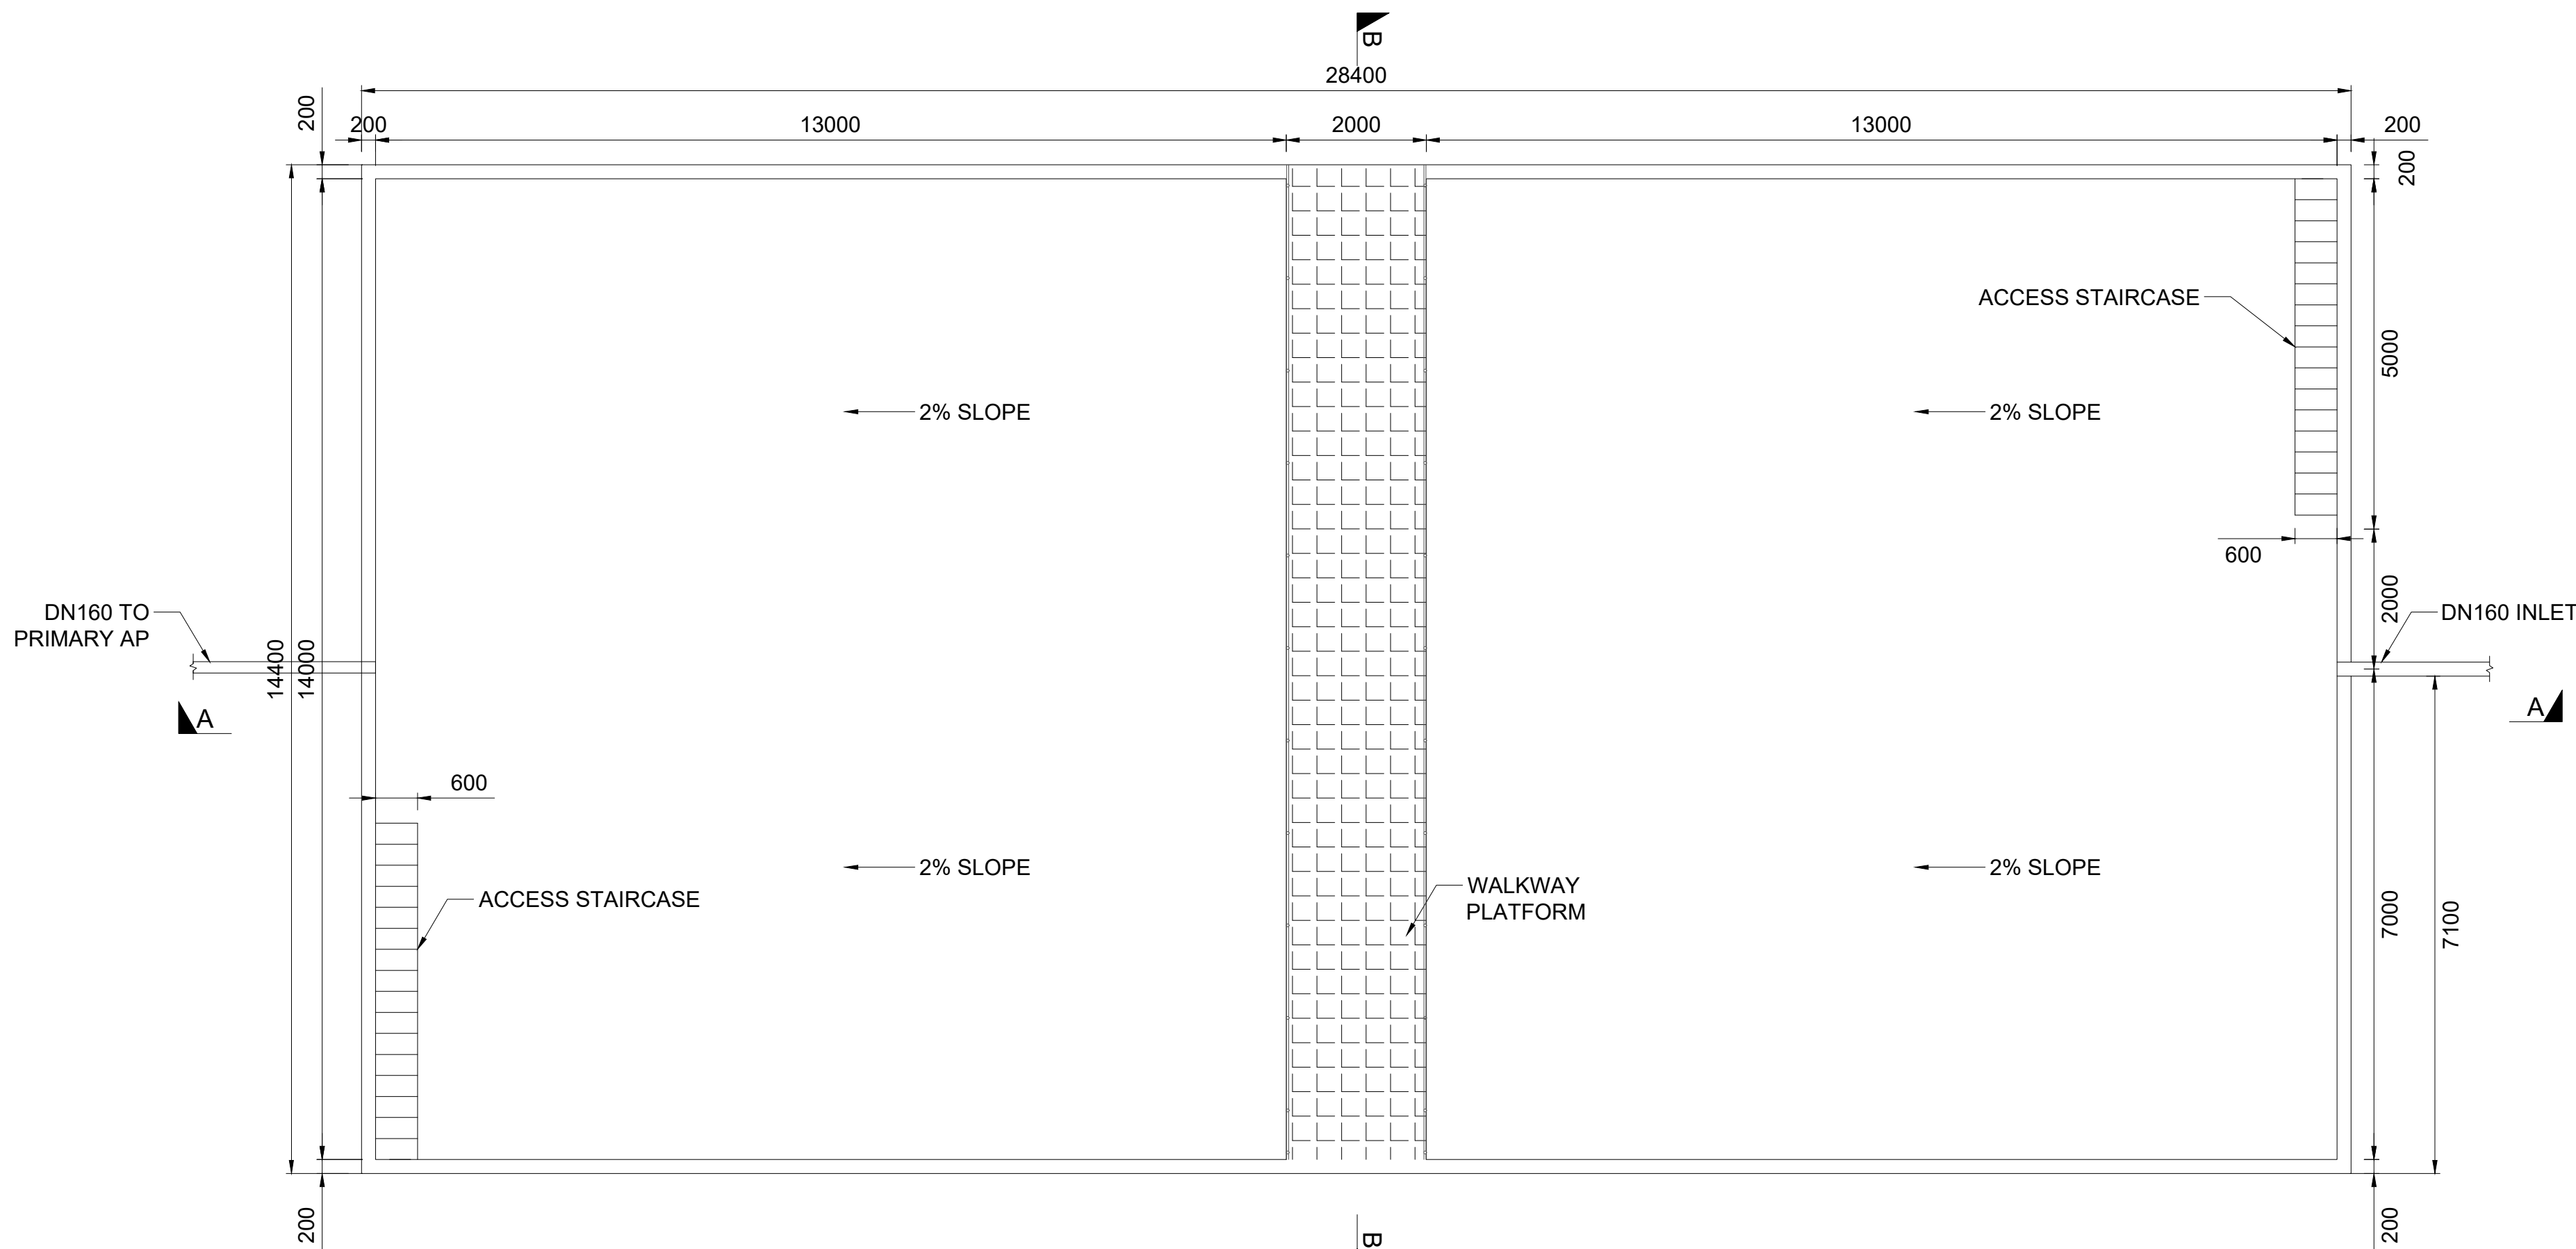 B
28400
200
200
13000
2000
13000
200
200
ACCESS STAIRCASE
5000
2% SLOPE
2% SLOPE
600
2000
DN160 TO
PRIMARY AP
DN160 INLET
14400
14000
A
A
600
2% SLOPE
2% SLOPE
ACCESS STAIRCASE
WALKWAY
PLATFORM
7000
7100
200
B
200